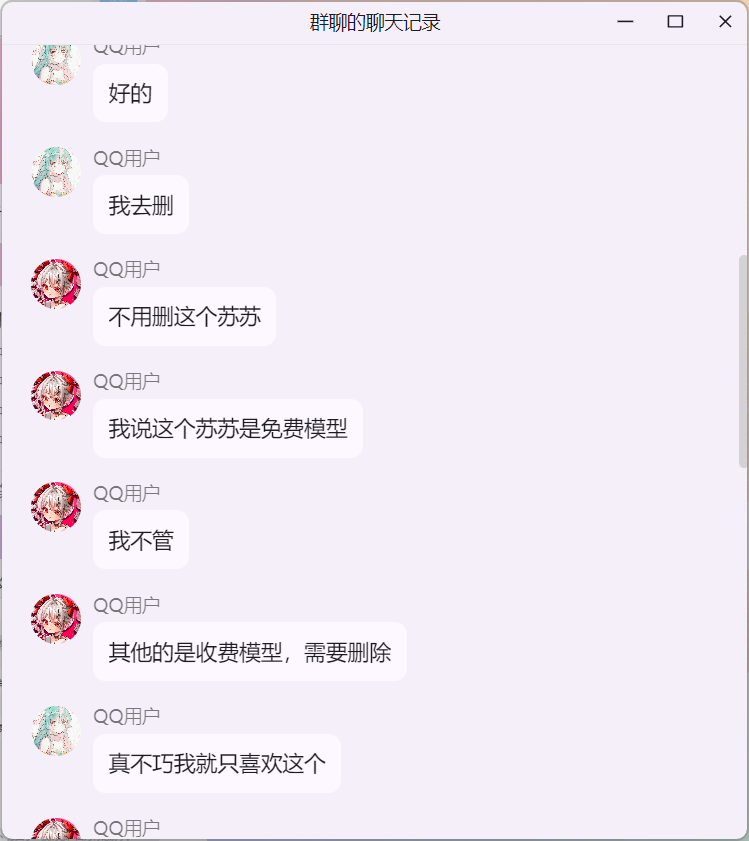 群聊的聊天记录
QQ用户
好的
QQ用户
我去删
QQ用户
不用删这个苏苏
QQ用户
我说这个苏苏是免费模型
QQ用户
我不管
QQ用户
其他的是收费模型，需要删除
QQ用户
真不巧我就只喜欢这个
QQ用户